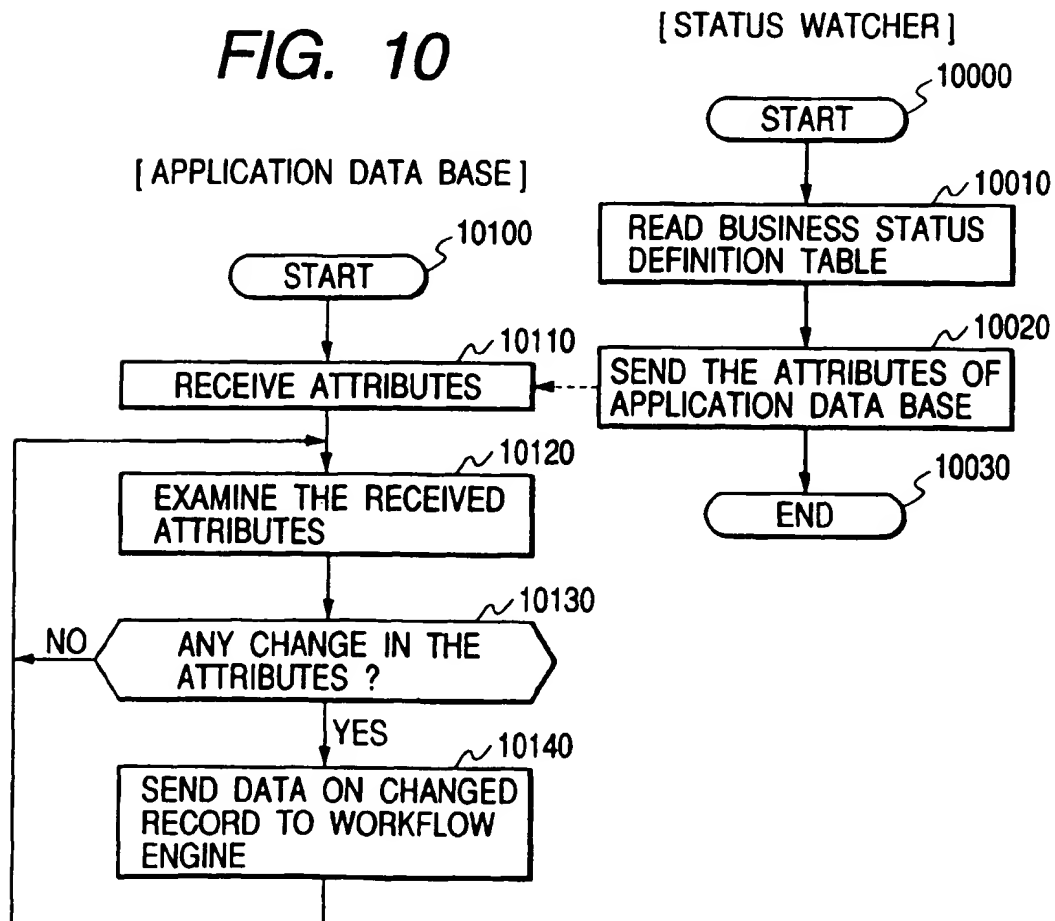 FIG. 10
[ STATUS WATCHER ]
10000
START
10010
READ BUSINESS STATUS
DEFINITION TABLE
10020
SEND THE ATTRIBUTES OF
APPLICATION DATA BASE
10030
END
[ APPLICATION DATA BASE ]
10100
START
10110
RECEIVE ATTRIBUTES
10120
EXAMINE THE RECEIVED
ATTRIBUTES
10130
NO
ANY CHANGE IN THE
ATTRIBUTES ?
YES
10140
SEND DATA ON CHANGED
RECORD TO WORKFLOW
ENGINE